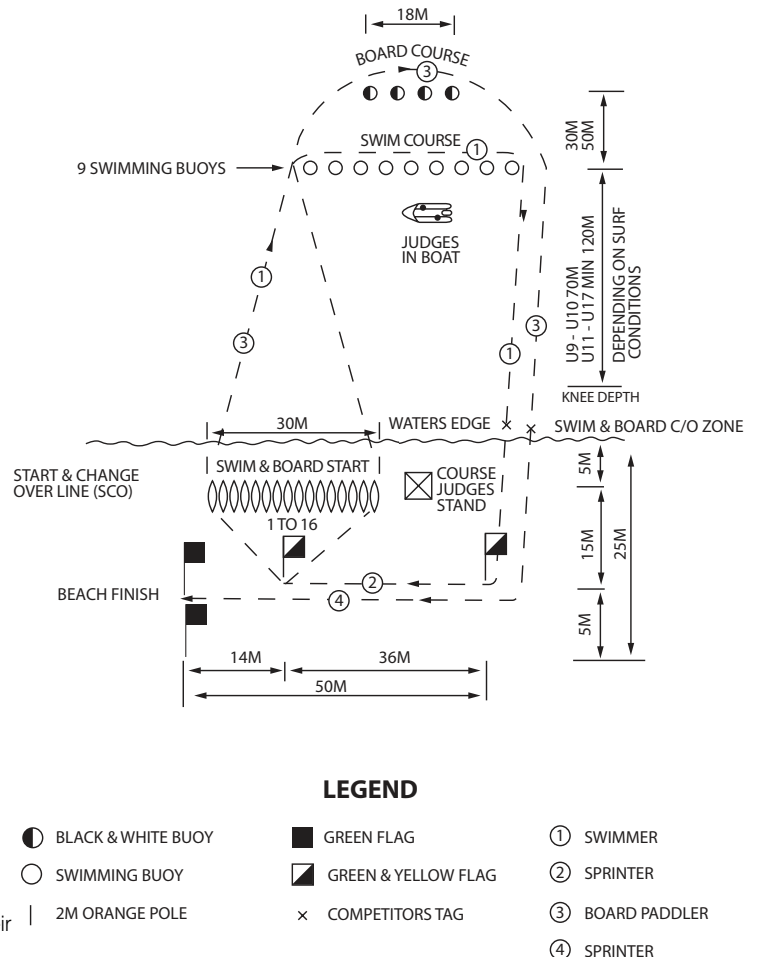 18M
BOARD COURSE
3
30M
50M
SWIM COURSE
1
9 SWIMMING BUOYS
JUDGES
IN BOAT
U9 - U10 70M
U11 - U17 MIN 120M
DEPENDING ON SURF
CONDITIONS
1
3
3
1
KNEE DEPTH
30M
WATERS EDGE
SWIM & BOARD C/O ZONE
START & CHANGE
OVER LINE (SCO)
SWIM & BOARD START
COURSE
JUDGES
STAND
5M
1 TO 16
15M
25M
2
BEACH FINISH
4
5M
14M
36M
50M
LEGEND
BLACK & WHITE BUOY
GREEN FLAG
1 SWIMMER
SWIMMING BUOY
GREEN & YELLOW FLAG
2 SPRINTER
2M ORANGE POLE
COMPETITORS TAG
3 BOARD PADDLER
4 SPRINTER